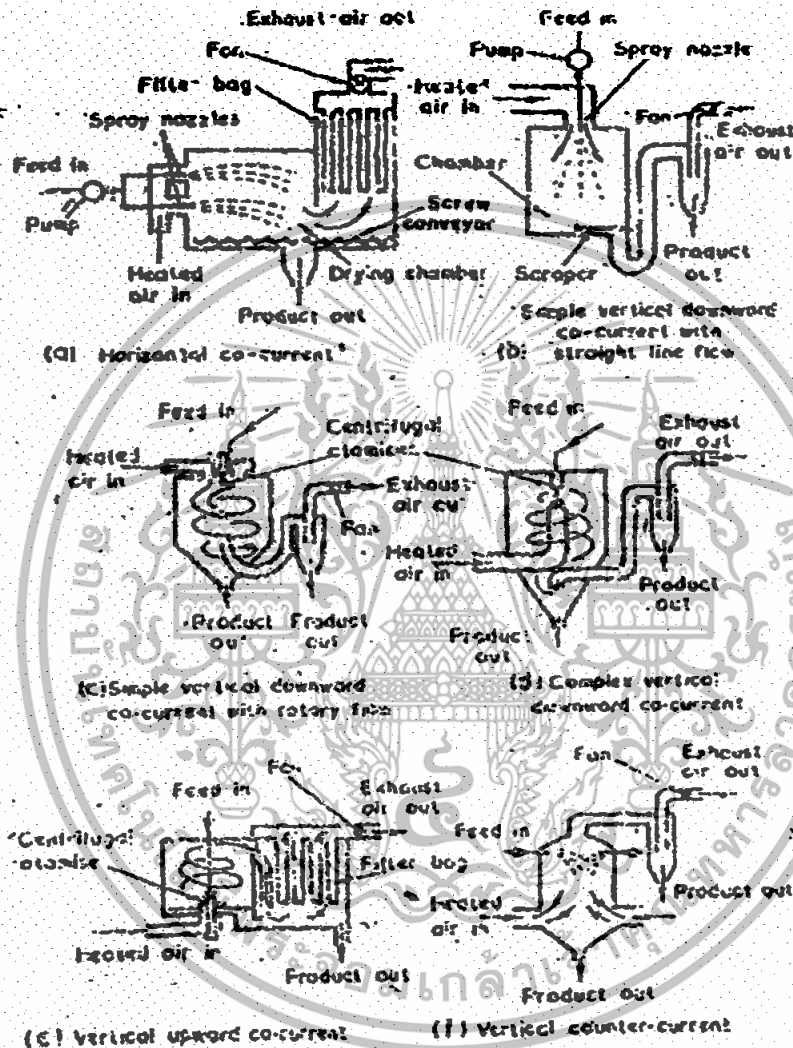 Exhaust air out
Fan
Filter bag
Spray nozzles
Feed in
Pump
Heated
air in
Screw
conveyor
Drying chamber
Product out
(a) Horizontal co-current
Feed in
Pump
Spray nozzle
Heated
air in
Fan
Exhaust
air out
Chamber
Scraper
Product
out
Simple vertical downward
co-current with
(b) straight line flow
Feed in
Centrifugal
atomiser
Heated
air in
Exhaust
air out
Fan
Product
out
Product
out
(c) Simple vertical downward
co-current with rotary flow
Feed in
Exhaust
air out
Heated
air in
Product
out
Product
out
(d) Complex vertical
downward co-current
Feed in
Fan
Exhaust
air out
Centrifugal
atomise
Filter bag
Heated air in
Product out
(e) Vertical upward co-current
Fan
Exhaust
air out
Feed in
Heated
air in
Product out
Product out
(f) Vertical counter-current